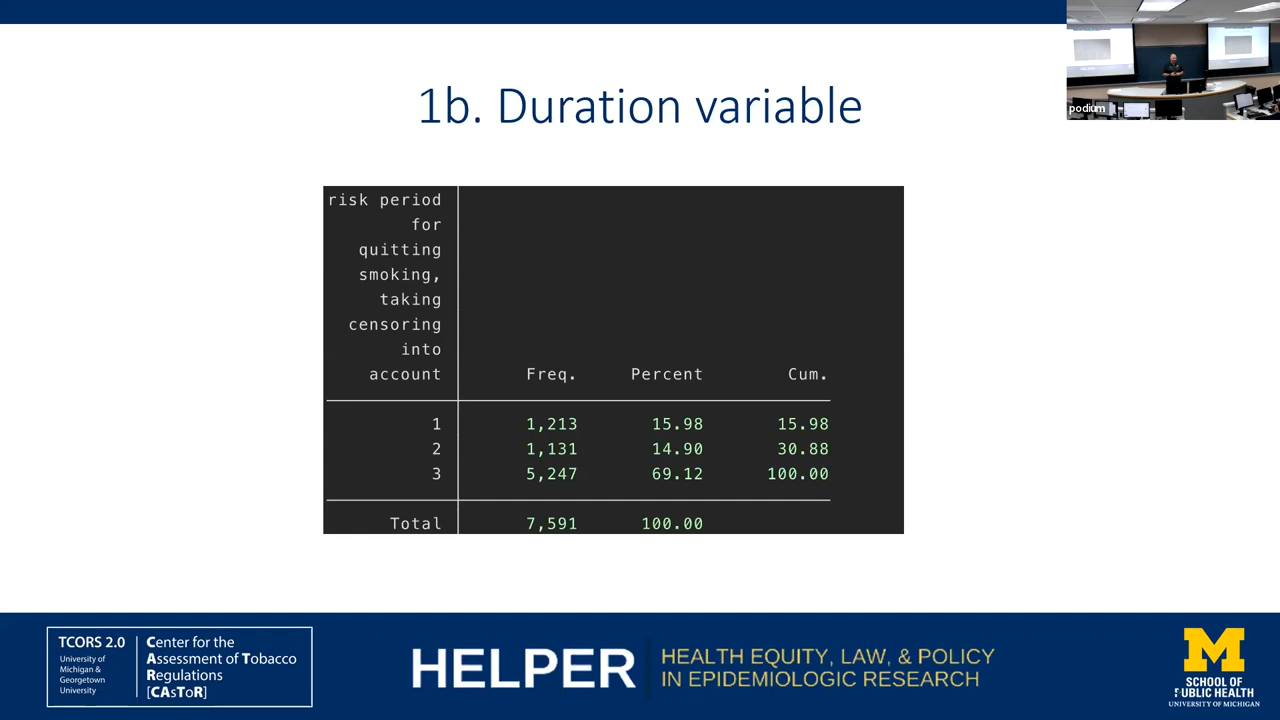 podium
1b. Duration variable
risk period
for
quitting
smoking,
taking
censoring
into
account Freq. Percent Cum.
1 1,213 15.98 15.98
2 1,131 14.90 30.88
3 5,247 69.12 100.00
Total 7,591 100.00
TCORS 2.0
University of
Michigan &
Georgetown
University
Center for the
Assessment of Tobacco
Regulations
[CAsToR]
HELPER
HEALTH EQUITY, LAW, & POLICY
IN EPIDEMIOLOGIC RESEARCH
M
SCHOOL OF
PUBLIC HEALTH
UNIVERSITY OF MICHIGAN